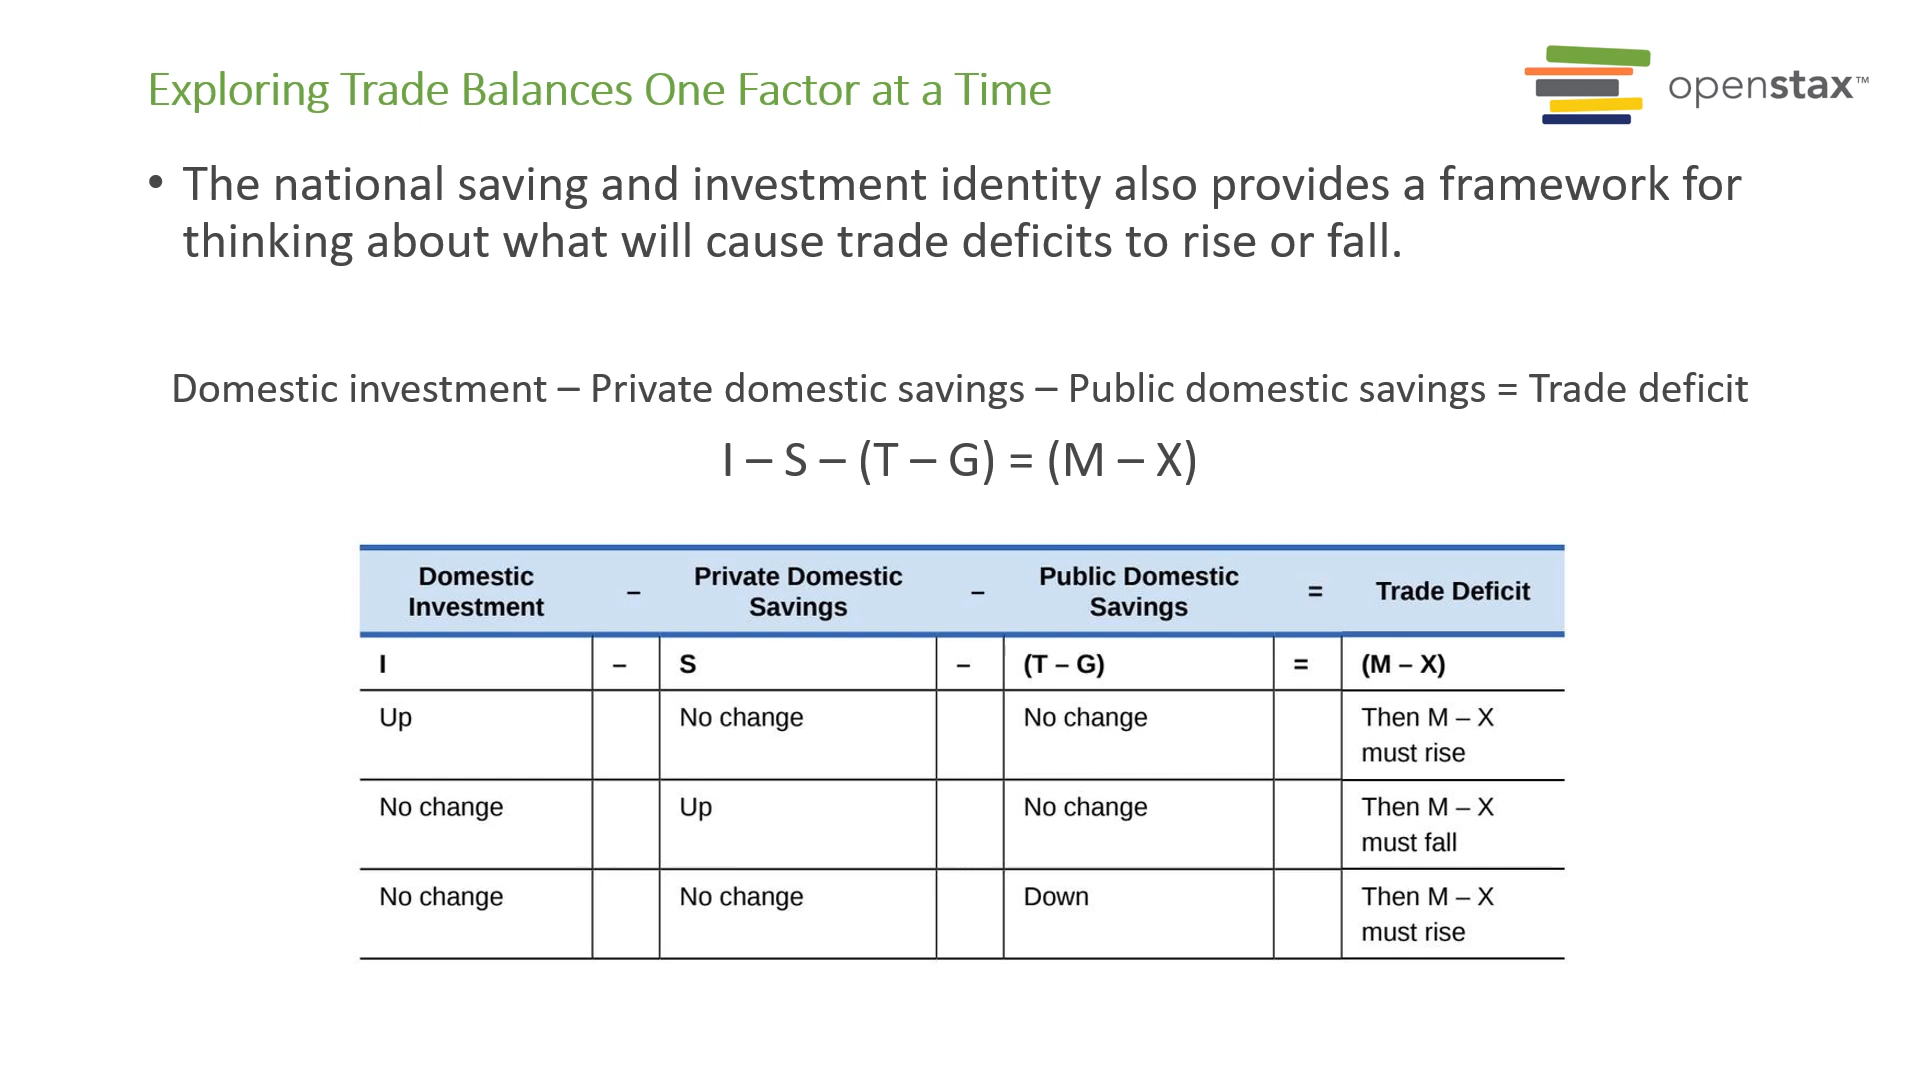 Exploring Trade Balances One Factor at a Time
openstax™
• The national saving and investment identity also provides a framework for
thinking about what will cause trade deficits to rise or fall.
Domestic investment – Private domestic savings – Public domestic savings = Trade deficit
I – S – (T – G) = (M – X)
Domestic Investment – Private Domestic Savings – Public Domestic Savings = Trade Deficit
I – S – (T – G) = (M – X)
Up No change No change Then M – X must rise
No change Up No change Then M – X must fall
No change No change Down Then M – X must rise